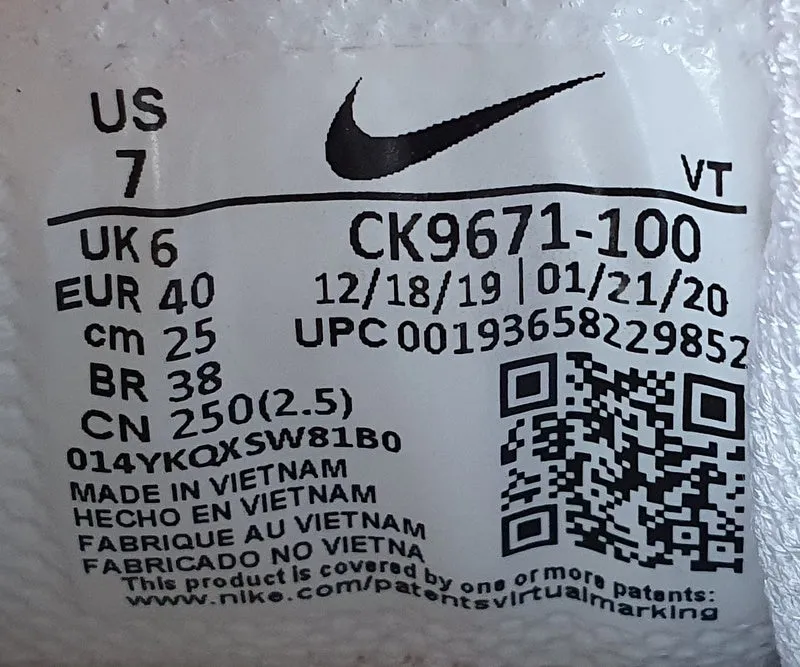 US
7
VT
UK 6
CK9671-100
EUR 40
12/18/19 | 01/21/20
cm 25
UPC 00193658229852
BR 38
CN 250(2.5)
014YKQXSW81B0
MADE IN VIETNAM
HECHO EN VIETNAM
FABRIQUE AU VIETNAM
FABRICADO NO VIETNA
This product is covered by one or more patents:
www.nike.com/patentsvirtualmarking